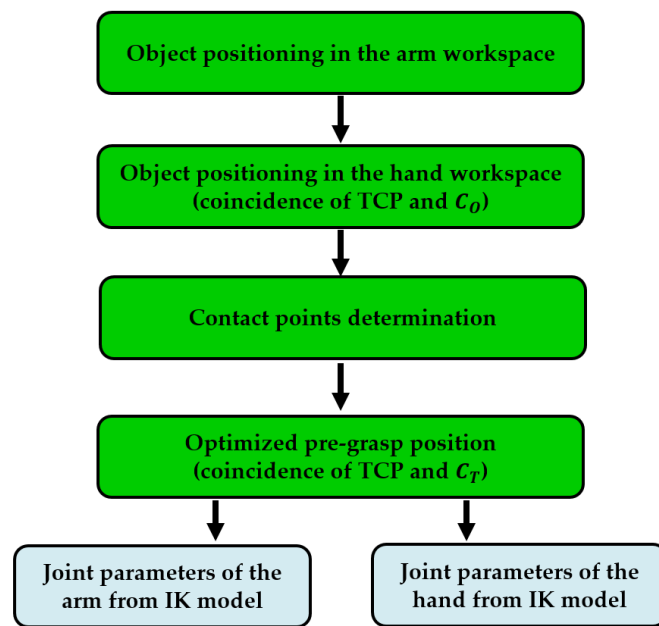 Object positioning in the arm workspace
Object positioning in the hand workspace
(coincidence of TCP and C_O)
Contact points determination
Optimized pre-grasp position
(coincidence of TCP and C_T)
Joint parameters of the
arm from IK model
Joint parameters of the
hand from IK model